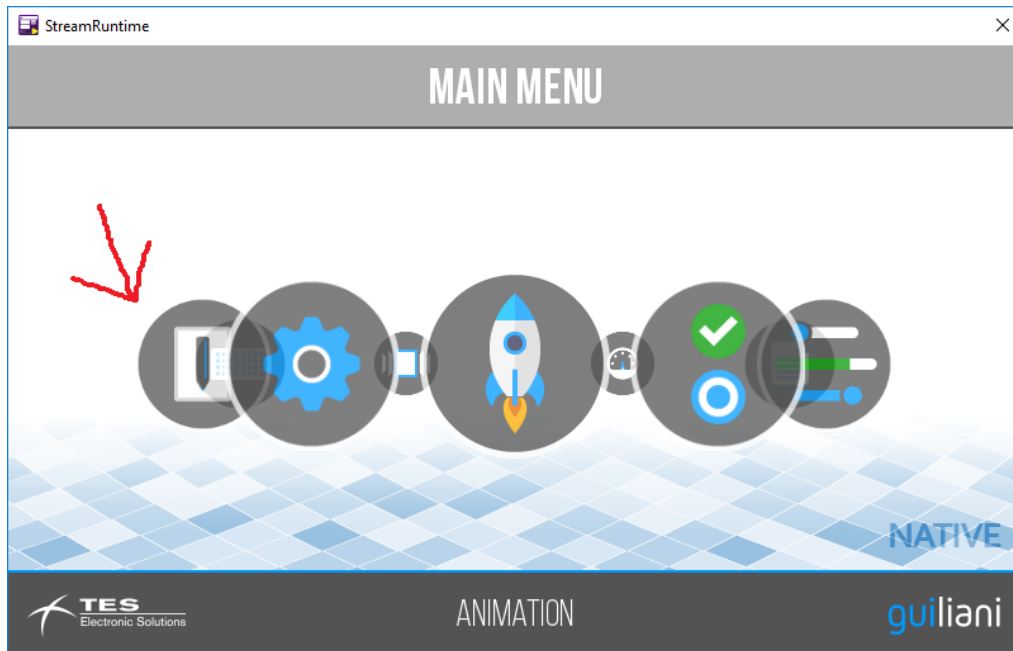 StreamRuntime
MAIN MENU
NATIVE
TES
Electronic Solutions
ANIMATION
guiliani